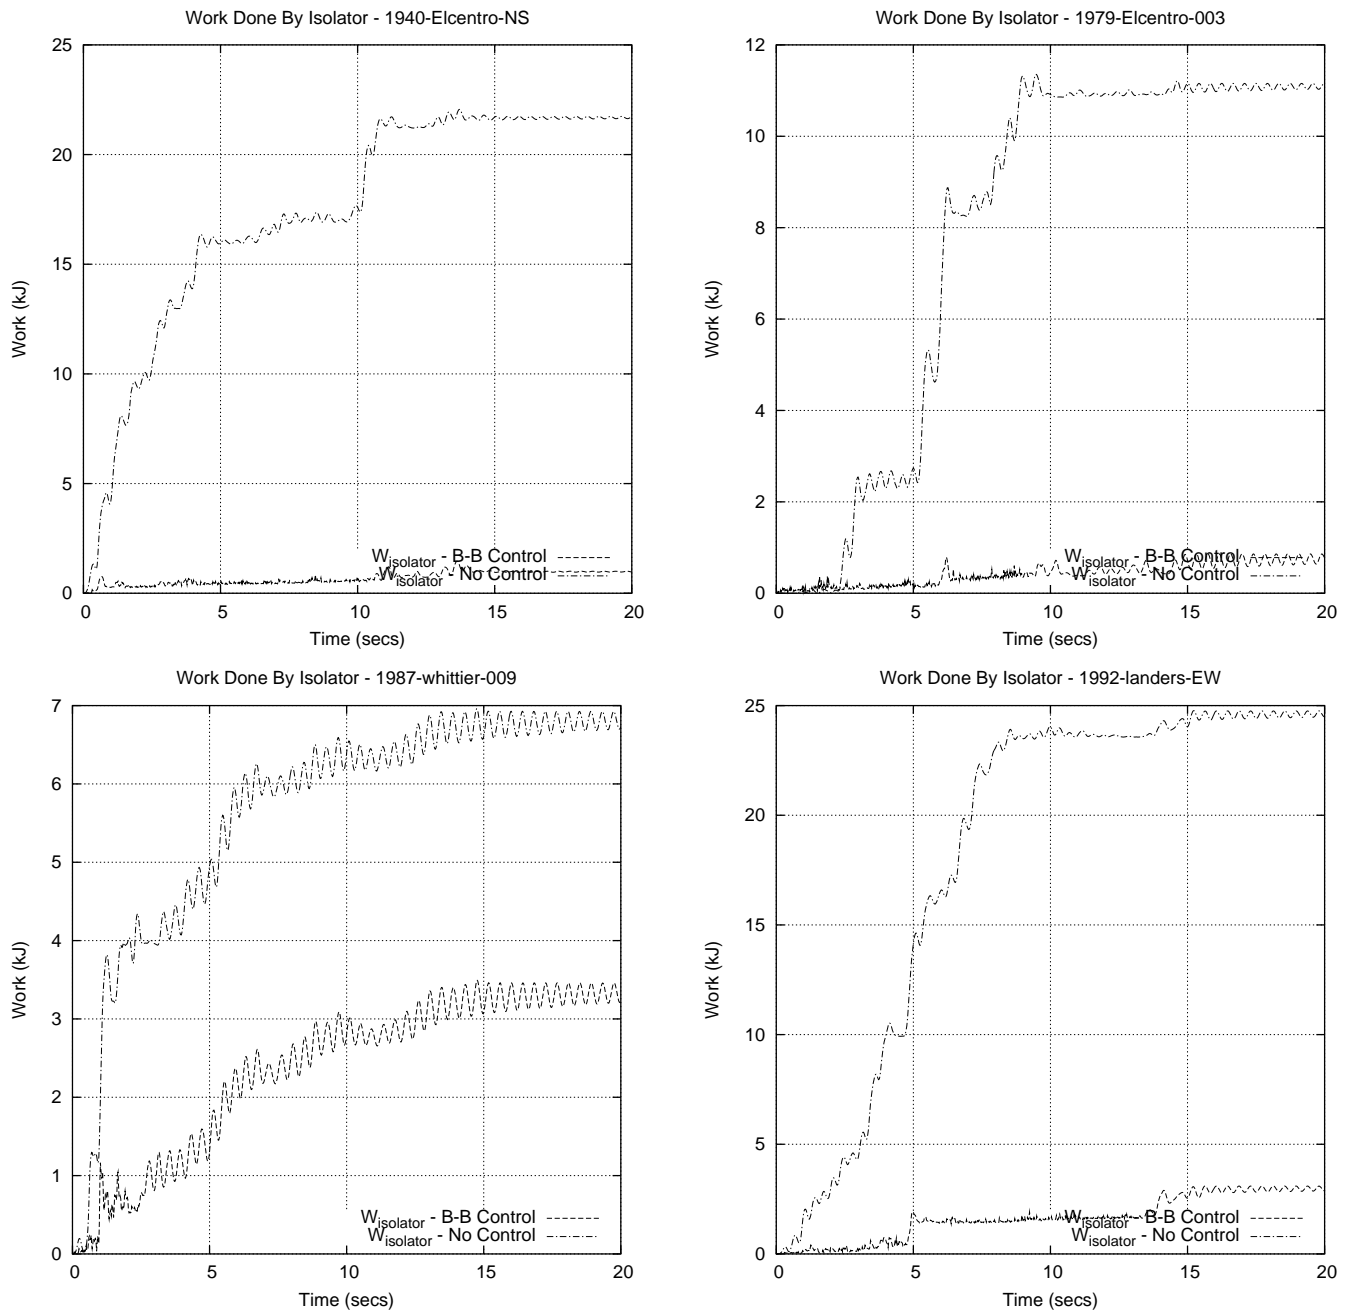 Work Done By Isolator - 1940-Elcentro-NS
25
20
15
10
5
0
0 5 10 15 20
Work (kJ)
Time (secs)
Wisolator - B-B Control
Wisolator - No Control
Work Done By Isolator - 1979-Elcentro-003
12
10
8
6
4
2
0
0 5 10 15 20
Work (kJ)
Time (secs)
Wisolator - B-B Control
Wisolator - No Control
Work Done By Isolator - 1987-whittier-009
7
6
5
4
3
2
1
0
0 5 10 15 20
Work (kJ)
Time (secs)
Wisolator - B-B Control
Wisolator - No Control
Work Done By Isolator - 1992-landers-EW
25
20
15
10
5
0
0 5 10 15 20
Work (kJ)
Time (secs)
Wisolator - B-B Control
Wisolator - No Control